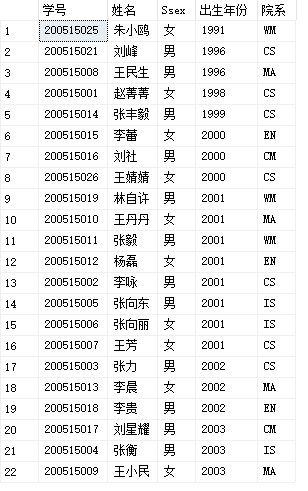 学号 姓名 Ssex 出生年份 院系
1 200515025 朱小鸥 女 1991 WM
2 200515021 刘峰 男 1996 CS
3 200515008 王民生 男 1996 MA
4 200515001 赵菁菁 女 1998 CS
5 200515014 张丰毅 男 1999 CS
6 200515015 李蕾 女 2000 EN
7 200515016 刘社 男 2000 CM
8 200515026 王婧婧 女 2000 CS
9 200515019 林自许 男 2001 WM
10 200515010 王丹丹 女 2001 MA
11 200515011 张毅 男 2001 WM
12 200515012 杨磊 女 2001 EN
13 200515002 李咏 男 2001 CS
14 200515005 张向东 男 2001 IS
15 200515006 张向丽 女 2001 IS
16 200515007 王芳 女 2001 CS
17 200515003 张力 男 2002 CS
18 200515013 李晨 女 2002 MA
19 200515018 李贵 男 2002 EN
20 200515017 刘星耀 男 2003 CM
21 200515004 张衡 男 2003 IS
22 200515009 王小民 女 2003 MA